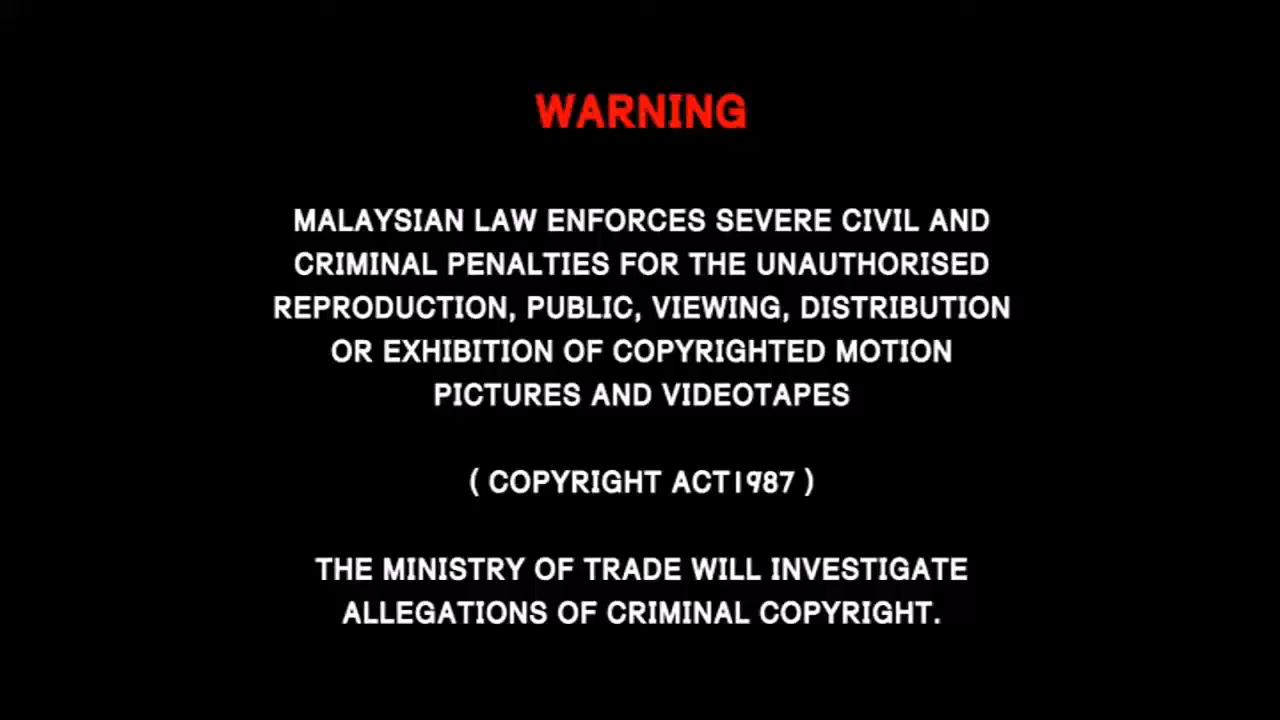 WARNING
MALAYSIAN LAW ENFORCES SEVERE CIVIL AND
CRIMINAL PENALTIES FOR THE UNAUTHORISED
REPRODUCTION, PUBLIC, VIEWING, DISTRIBUTION
OR EXHIBITION OF COPYRIGHTED MOTION
PICTURES AND VIDEOTAPES
( COPYRIGHT ACT1987 )
THE MINISTRY OF TRADE WILL INVESTIGATE
ALLEGATIONS OF CRIMINAL COPYRIGHT.